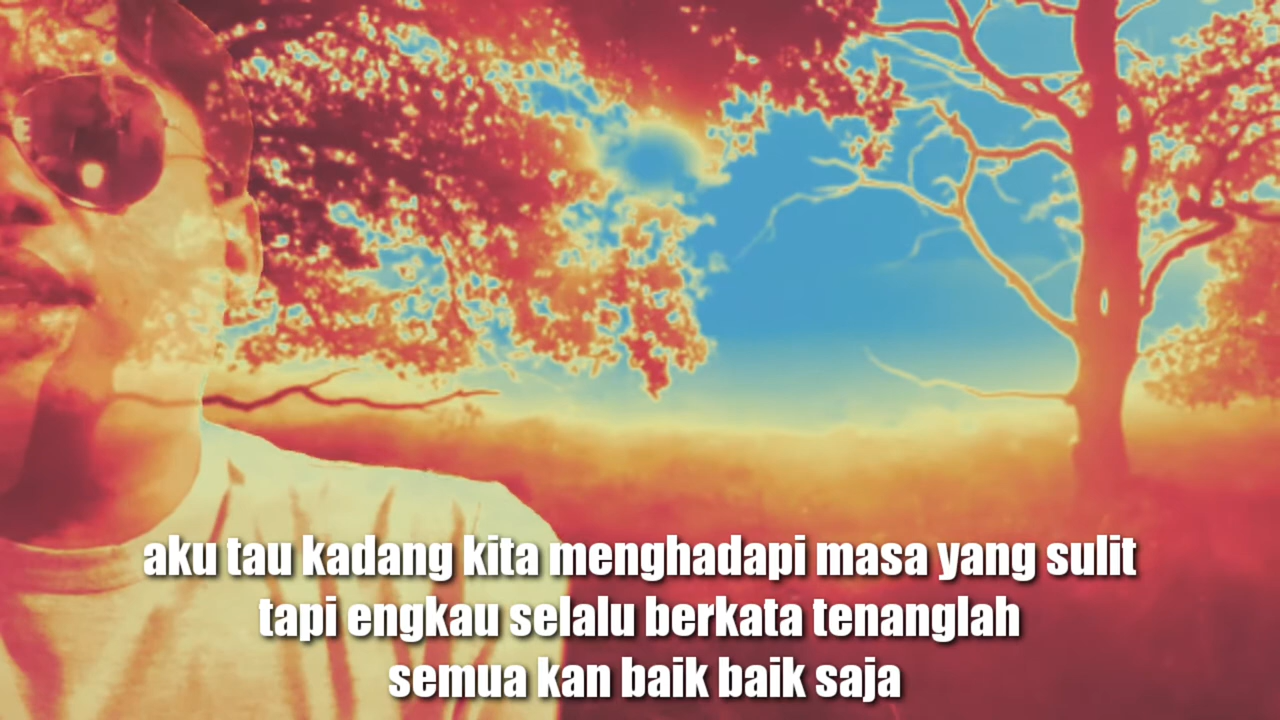 aku tau kadang kita menghadapi masa yang sulit
tapi engkau selalu berkata tenanglah
semua kan baik baik saja